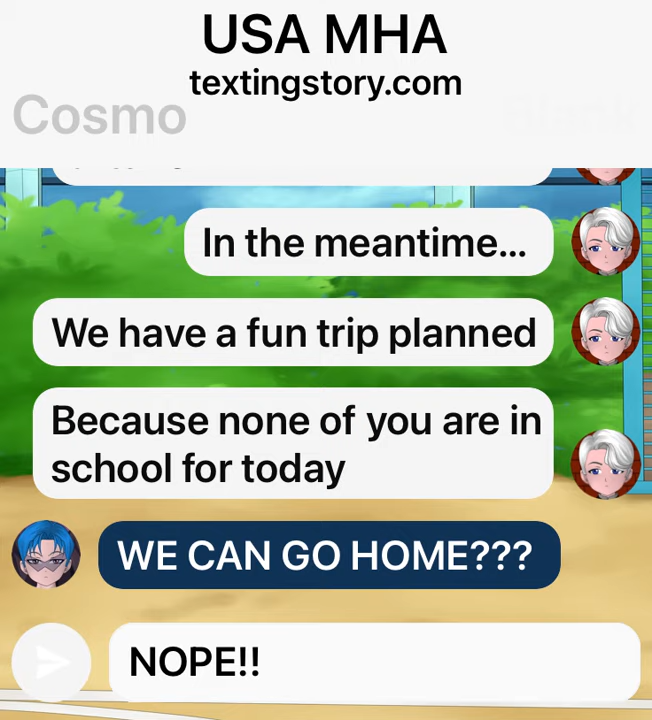 USA MHA
textingstory.com
Cosmo
In the meantime...
We have a fun trip planned
Because none of you are in
school for today
WE CAN GO HOME???
NOPE!!